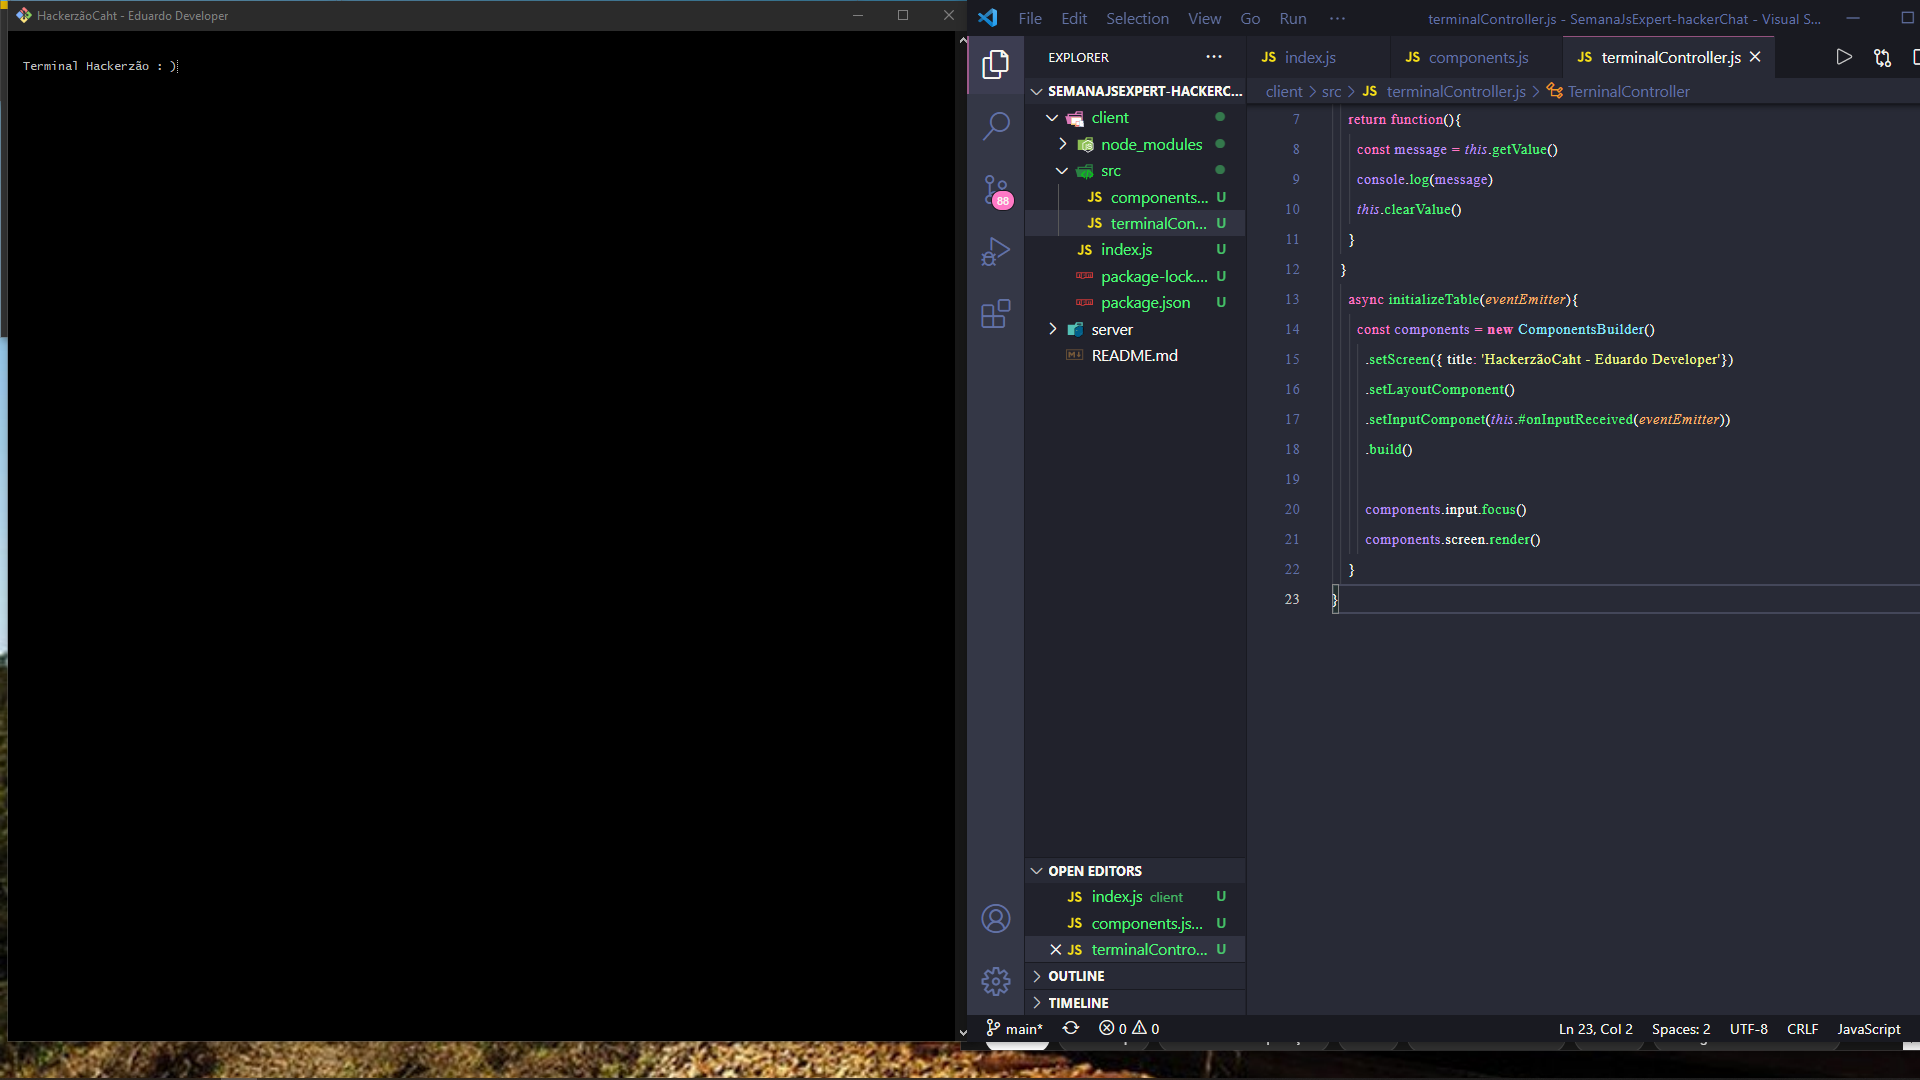 HackerzãoCaht - Eduardo Developer
Terminal Hackerzão : )
File Edit Selection View Go Run ···
terminalController.js - SemanaJsExpert-hackerChat - Visual S...
EXPLORER ···
JS index.js
JS components.js
JS terminalController.js
SEMANAJSEXPERT-HACKERC...
client > src > JS terminalController.js > TerninalController
client
node_modules
src
JS components... U
JS terminalCon... U
JS index.js U
package-lock.... U
package.json U
server
README.md
88
7 return function(){
8 const message = this.getValue()
9 console.log(message)
10 this.clearValue()
11 }
12 }
13 async initializeTable(eventEmitter){
14 const components = new ComponentsBuilder()
15 .setScreen({ title: 'HackerzãoCaht - Eduardo Developer'})
16 .setLayoutComponent()
17 .setInputComponet(this.#onInputReceived(eventEmitter))
18 .build()
19
20 components.input.focus()
21 components.screen.render()
22 }
23 }
OPEN EDITORS
JS index.js client U
JS components.js... U
JS terminalContro... U
OUTLINE
TIMELINE
main* 0 0
Ln 23, Col 2 Spaces: 2 UTF-8 CRLF JavaScript